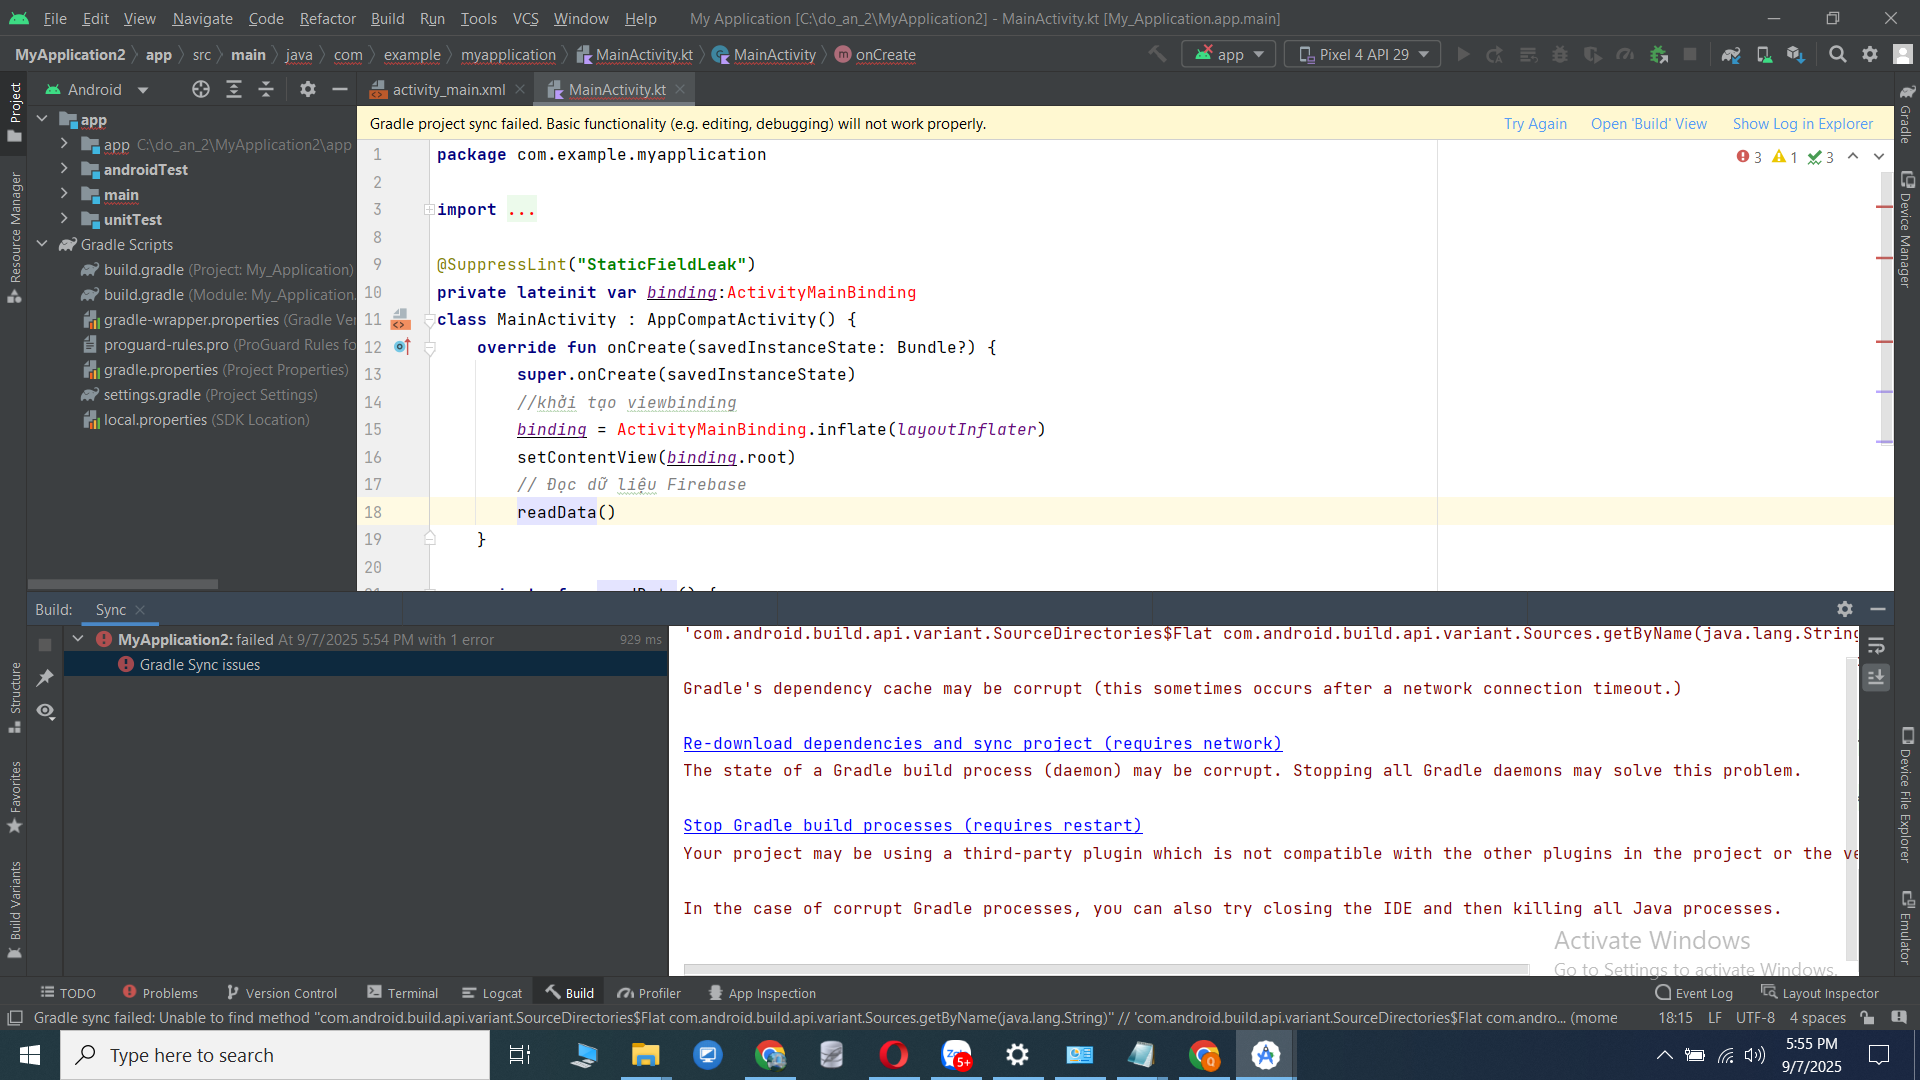 File Edit View Navigate Code Refactor Build Run Tools VCS Window Help My Application [C:\do_an_2\MyApplication2] - MainActivity.kt [My_Application.app.main]
MyApplication2 app src main java com example myapplication MainActivity.kt MainActivity onCreate
app Pixel 4 API 29
Project
Resource Manager
Structure
Favorites
Build Variants
Android
app
app C:\do_an_2\MyApplication2\app
androidTest
main
unitTest
Gradle Scripts
build.gradle (Project: My_Application)
build.gradle (Module: My_Application.
gradle-wrapper.properties (Gradle Ver
proguard-rules.pro (ProGuard Rules fo
gradle.properties (Project Properties)
settings.gradle (Project Settings)
local.properties (SDK Location)
activity_main.xml MainActivity.kt
Gradle project sync failed. Basic functionality (e.g. editing, debugging) will not work properly. Try Again Open 'Build' View Show Log in Explorer
3 1 3
1 package com.example.myapplication
2
3 import ...
8
9 @SuppressLint("StaticFieldLeak")
10 private lateinit var binding:ActivityMainBinding
11 class MainActivity : AppCompatActivity() {
12 override fun onCreate(savedInstanceState: Bundle?) {
13 super.onCreate(savedInstanceState)
14 //khởi tạo viewbinding
15 binding = ActivityMainBinding.inflate(layoutInflater)
16 setContentView(binding.root)
17 // Đọc dữ liệu Firebase
18 readData()
19 }
20
Gradle
Device Manager
Device File Explorer
Emulator
Build: Sync
MyApplication2: failed At 9/7/2025 5:54 PM with 1 error 929 ms
Gradle Sync issues
'com.android.build.api.variant.SourceDirectories$Flat com.android.build.api.variant.Sources.getByName(java.lang.String
Gradle's dependency cache may be corrupt (this sometimes occurs after a network connection timeout.)
Re-download dependencies and sync project (requires network)
The state of a Gradle build process (daemon) may be corrupt. Stopping all Gradle daemons may solve this problem.
Stop Gradle build processes (requires restart)
Your project may be using a third-party plugin which is not compatible with the other plugins in the project or the ve
In the case of corrupt Gradle processes, you can also try closing the IDE and then killing all Java processes.
Activate Windows
Go to Settings to activate Windows.
TODO Problems Version Control Terminal Logcat Build Profiler App Inspection Event Log Layout Inspector
Gradle sync failed: Unable to find method "com.android.build.api.variant.SourceDirectories$Flat com.android.build.api.variant.Sources.getByName(java.lang.String)" // 'com.android.build.api.variant.SourceDirectories$Flat com.andro... (mome 18:15 LF UTF-8 4 spaces
Type here to search
5+
5:55 PM
9/7/2025